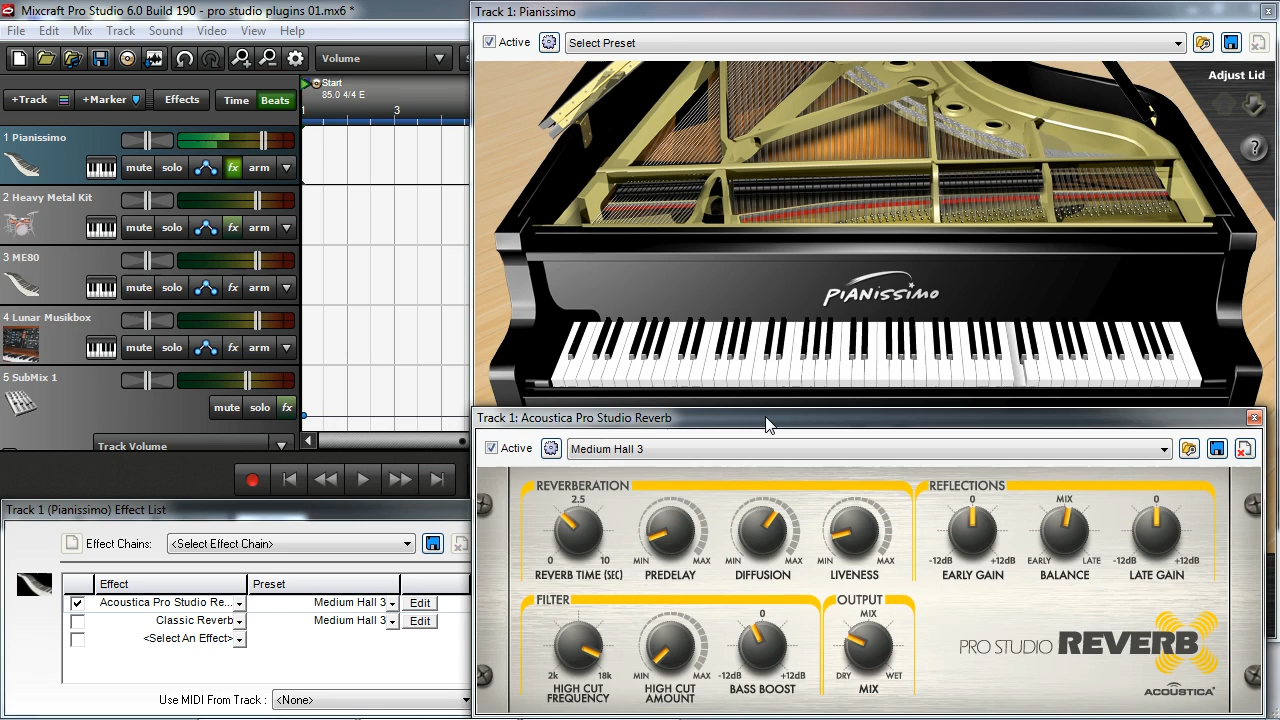 Mixcraft Pro Studio 6.0 Build 190 - pro studio plugins 01.mx6 *
File Edit Mix Track Sound Video View Help
Volume
+Track +Marker Effects Time Beats
Start
85.0 4/4 E
1 3
1 Pianissimo
mute solo fx arm
2 Heavy Metal Kit
mute solo fx arm
3 ME80
mute solo fx arm
4 Lunar Musikbox
mute solo fx arm
5 SubMix 1
mute solo fx
Track Volume
Track 1 (Pianissimo) Effect List
Effect Chains: <Select Effect Chain>
Effect Preset
Acoustica Pro Studio Re... Medium Hall 3 Edit
Classic Reverb Medium Hall 3 Edit
<Select An Effect>
Use MIDI From Track : <None>
Track 1: Pianissimo
Active Select Preset
Adjust Lid
?
PIANISSIMO
Track 1: Acoustica Pro Studio Reverb
Active Medium Hall 3
REVERBERATION REFLECTIONS
2.5 0 MIX 0
0 10 MIN MAX MIN MAX MIN MAX -12dB +12dB EARLY LATE -12dB +12dB
REVERB TIME (SEC) PREDELAY DIFFUSION LIVENESS EARLY GAIN BALANCE LATE GAIN
FILTER OUTPUT
0 MIX
2k 18k MIN MAX -12dB +12dB DRY WET
HIGH CUT FREQUENCY HIGH CUT AMOUNT BASS BOOST MIX
PRO STUDIO REVERB
ACOUSTICA